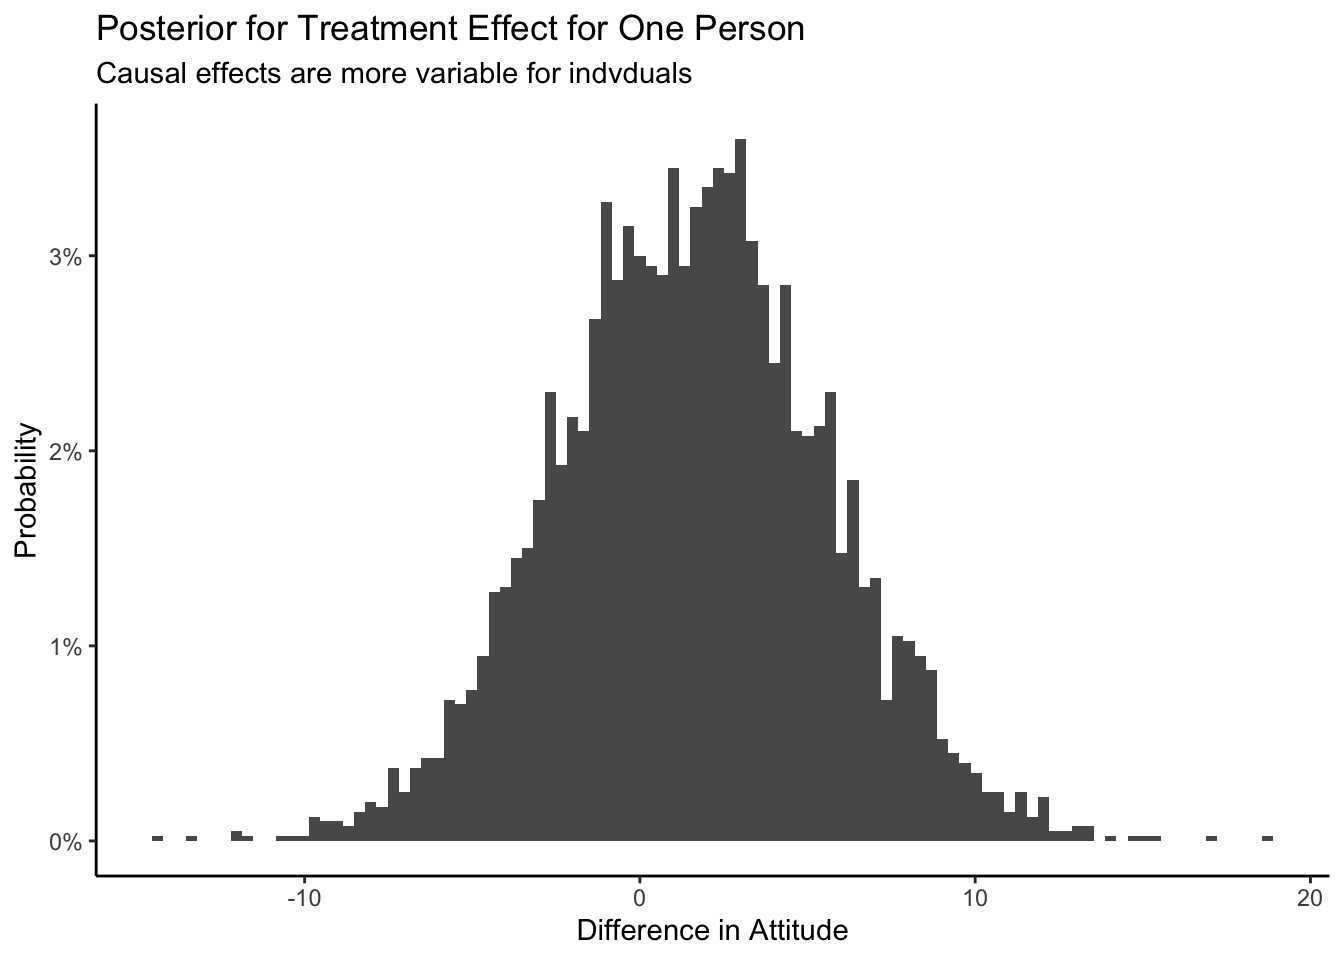 Posterior for Treatment Effect for One Person
Causal effects are more variable for indvduals
Probability
3%
2%
1%
0%
-10
0
10
20
Difference in Attitude